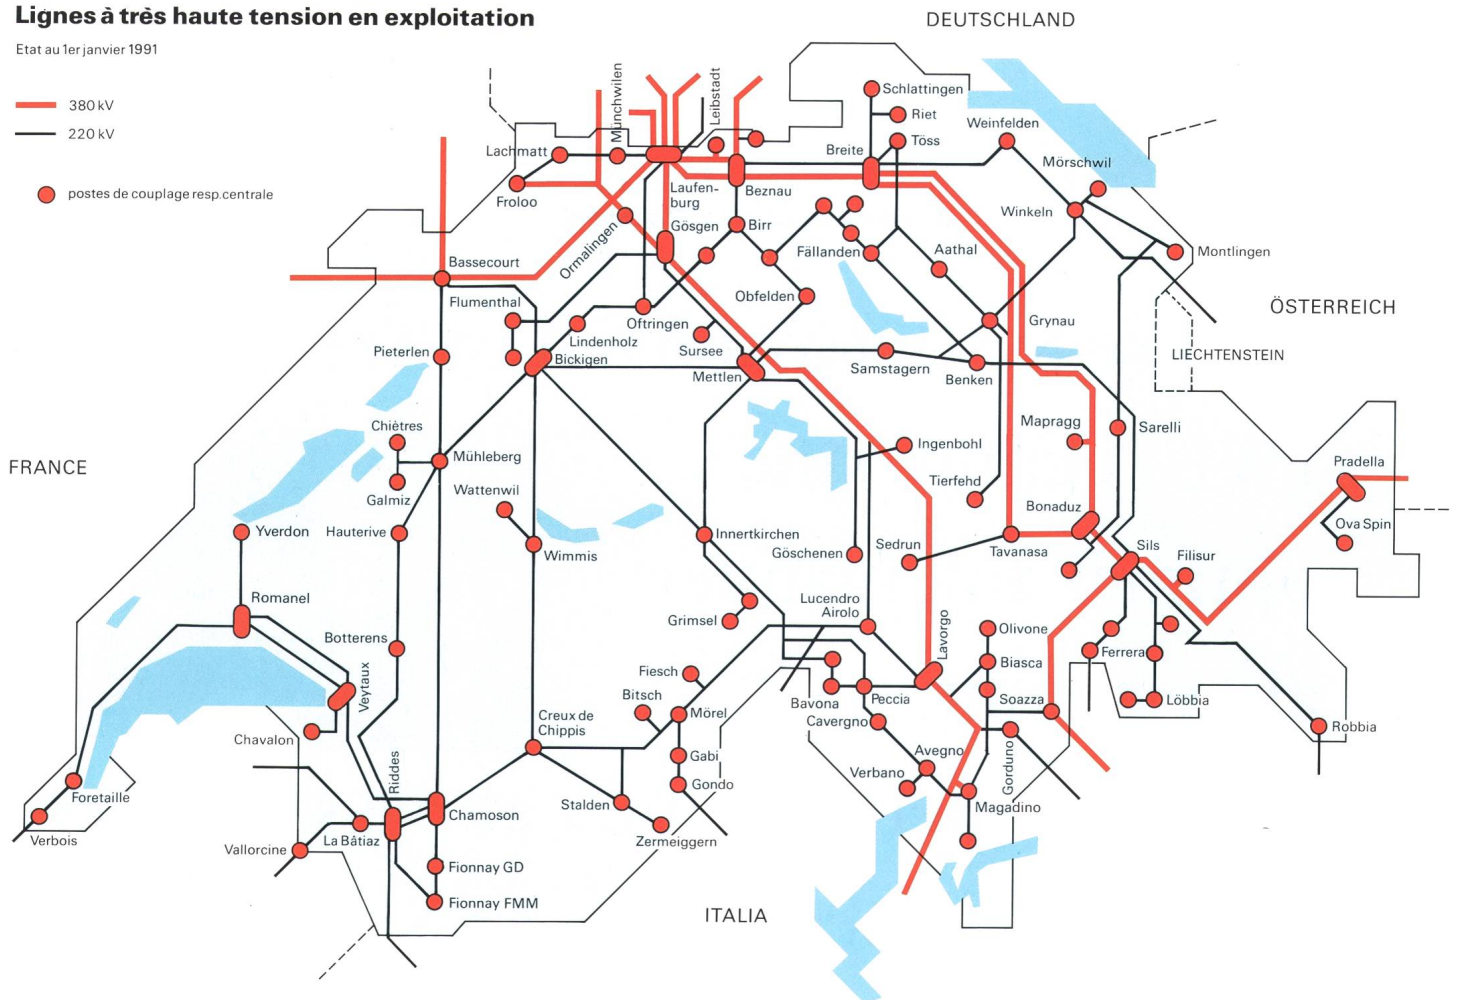 Lignes à très haute tension en exploitation
Etat au 1er janvier 1991
380 kV
220 kV
postes de couplage resp.centrale
DEUTSCHLAND
ÖSTERREICH
LIECHTENSTEIN
FRANCE
ITALIA
Münchwilen
Leibstadt
Schlattingen
Riet
Töss
Weinfelden
Lachmatt
Breite
Mörschwil
Froloo
Laufen-
burg
Beznau
Winkeln
Ormalingen
Gösgen
Birr
Fällanden
Aathal
Montlingen
Bassecourt
Flumenthal
Obfelden
Oftringen
Grynau
Lindenholz
Sursee
Pieterlen
Bickigen
Mettlen
Samstagern
Benken
Chiètres
Mapragg
Sarelli
Ingenbohl
Mühleberg
Pradella
Galmiz
Wattenwil
Tierfehd
Bonaduz
Ova Spin
Yverdon
Hauterive
Innertkirchen
Göschenen
Sedrun
Tavanasa
Sils
Filisur
Wimmis
Romanel
Lucendro
Airolo
Grimsel
Botterens
Lavorgo
Olivone
Ferrera
Biasca
Veytaux
Fiesch
Bitsch
Bavona
Peccia
Soazza
Löbbia
Chavalon
Creux de
Chippis
Mörel
Cavergno
Robbia
Gabi
Avegno
Gorduno
Verbano
Riddes
Gondo
Foretaille
Stalden
Magadino
Chamoson
Verbois
La Bâtiaz
Zermeiggern
Vallorcine
Fionnay GD
Fionnay FMM